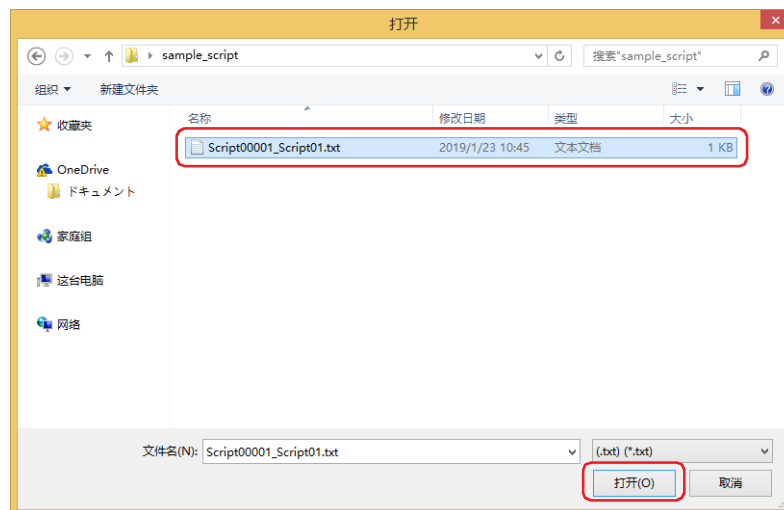 打开
sample_script
搜索"sample_script"
组织
新建文件夹
名称 修改日期 类型 大小
收藏夹
Script00001_Script01.txt 2019/1/23 10:45 文本文档 1 KB
OneDrive
ドキュメント
家庭组
这台电脑
网络
文件名(N): Script00001_Script01.txt (.txt) (*.txt)
打开(O) 取消